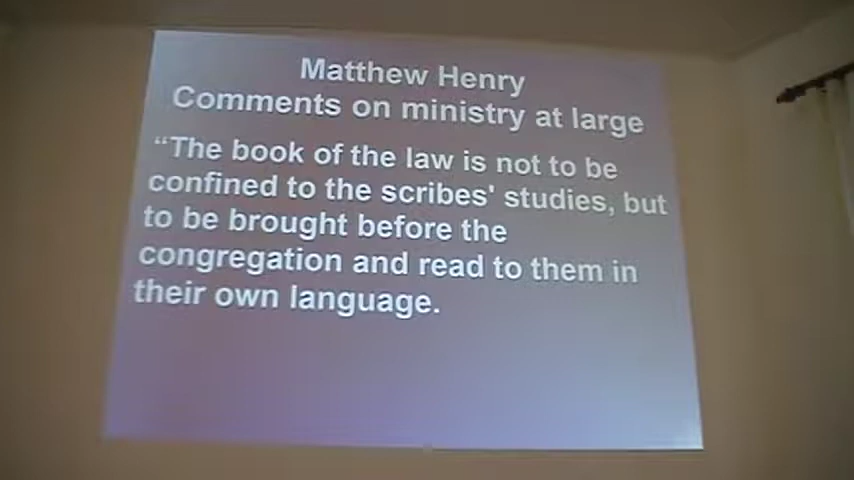 Matthew Henry
Comments on ministry at large
“The book of the law is not to be
confined to the scribes' studies, but
to be brought before the
congregation and read to them in
their own language.